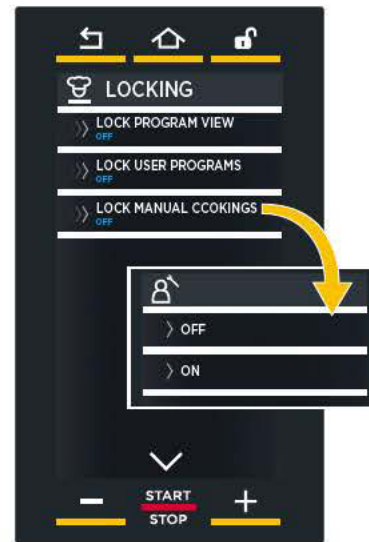 LOCKING
LOCK PROGRAM VIEW
OFF
LOCK USER PROGRAMS
OFF
LOCK MANUAL CCOKINGS
OFF
OFF
ON
START
STOP